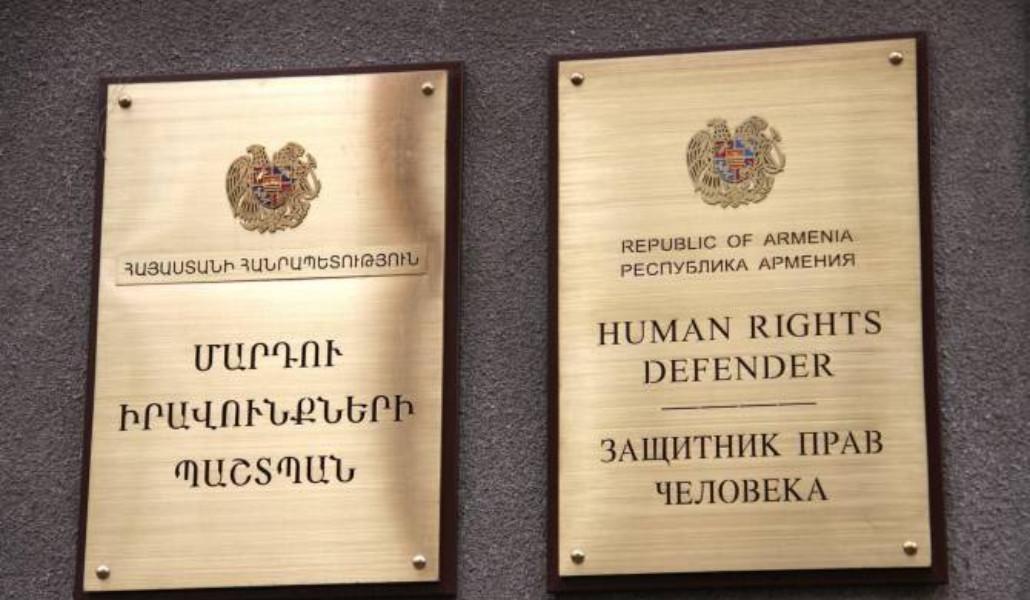 ՀԱՅԱՍՏԱՆԻ ՀԱՆՐԱՊԵՏՈՒԹՅՈՒՆ
ՄԱՐԴՈՒ
ԻՐԱՎՈՒՆՔՆԵՐԻ
ՊԱՇՏՊԱՆ
REPUBLIC OF ARMENIA
РЕСПУБЛИКА АРМЕНИЯ
HUMAN RIGHTS
DEFENDER
ЗАЩИТНИК ПРАВ
ЧЕЛОВЕКА